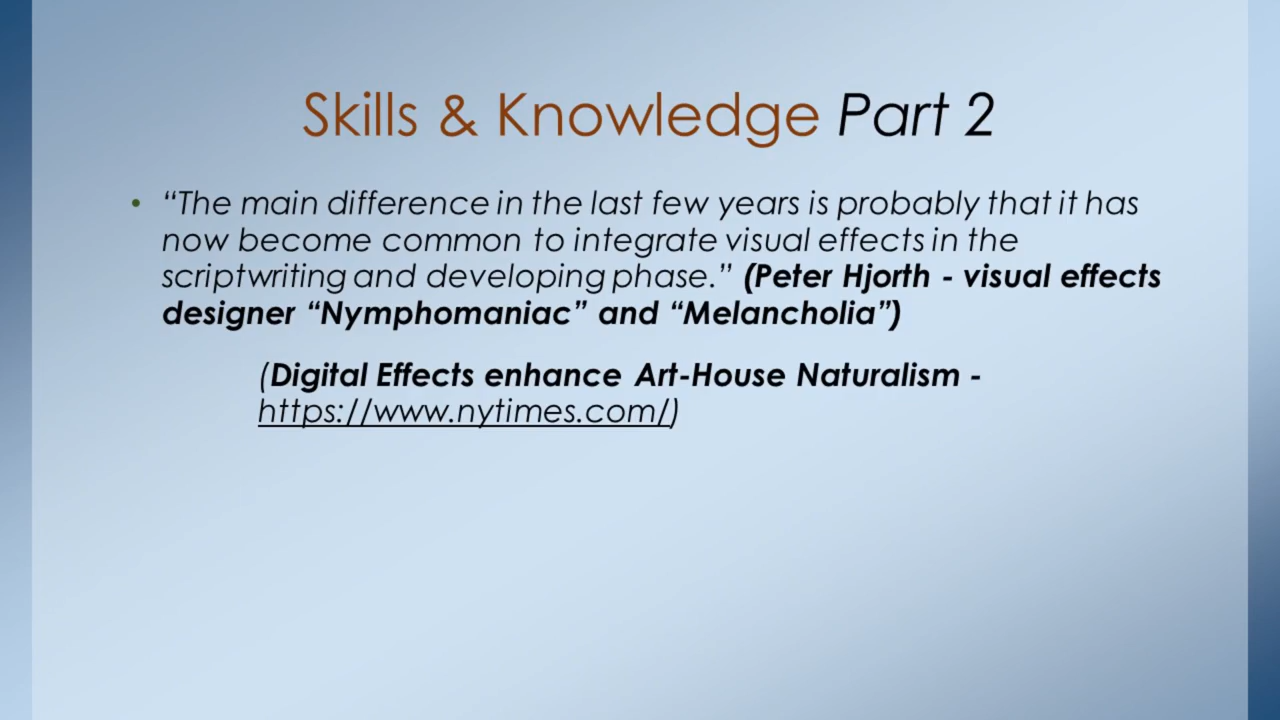 Skills & Knowledge Part 2
• “The main difference in the last few years is probably that it has
now become common to integrate visual effects in the
scriptwriting and developing phase.” (Peter Hjorth - visual effects
designer “Nymphomaniac” and “Melancholia”)
(Digital Effects enhance Art-House Naturalism -
https://www.nytimes.com/)